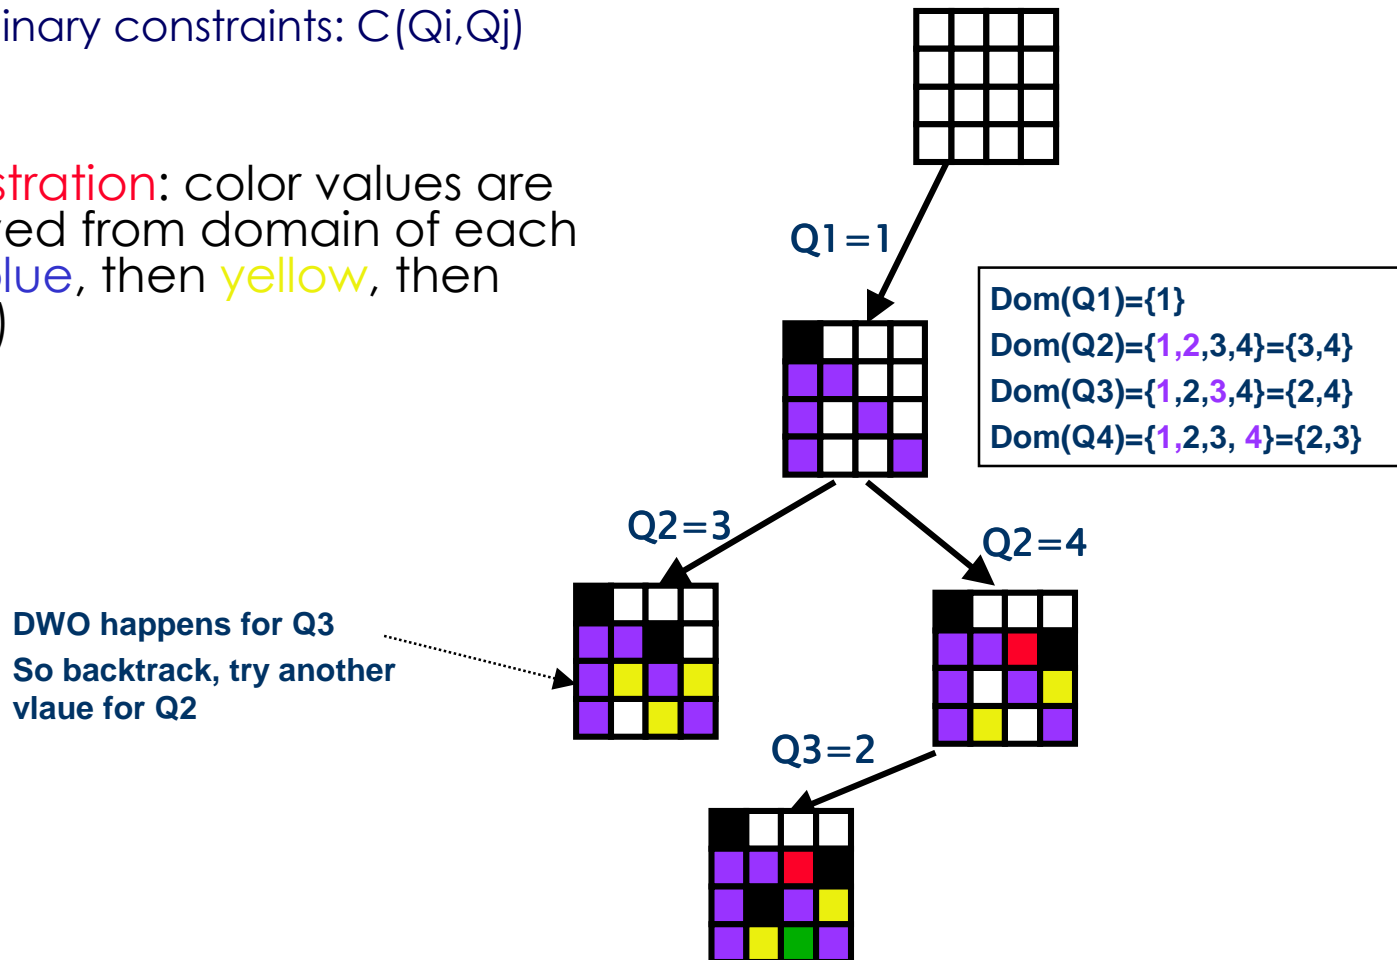 inary constraints: C(Qi,Qj)
stration: color values are
ved from domain of each
lue, then yellow, then
)
Q1=1
Dom(Q1)={1}
Dom(Q2)={1,2,3,4}={3,4}
Dom(Q3)={1,2,3,4}={2,4}
Dom(Q4)={1,2,3, 4}={2,3}
Q2=3
Q2=4
DWO happens for Q3
So backtrack, try another
vlaue for Q2
Q3=2